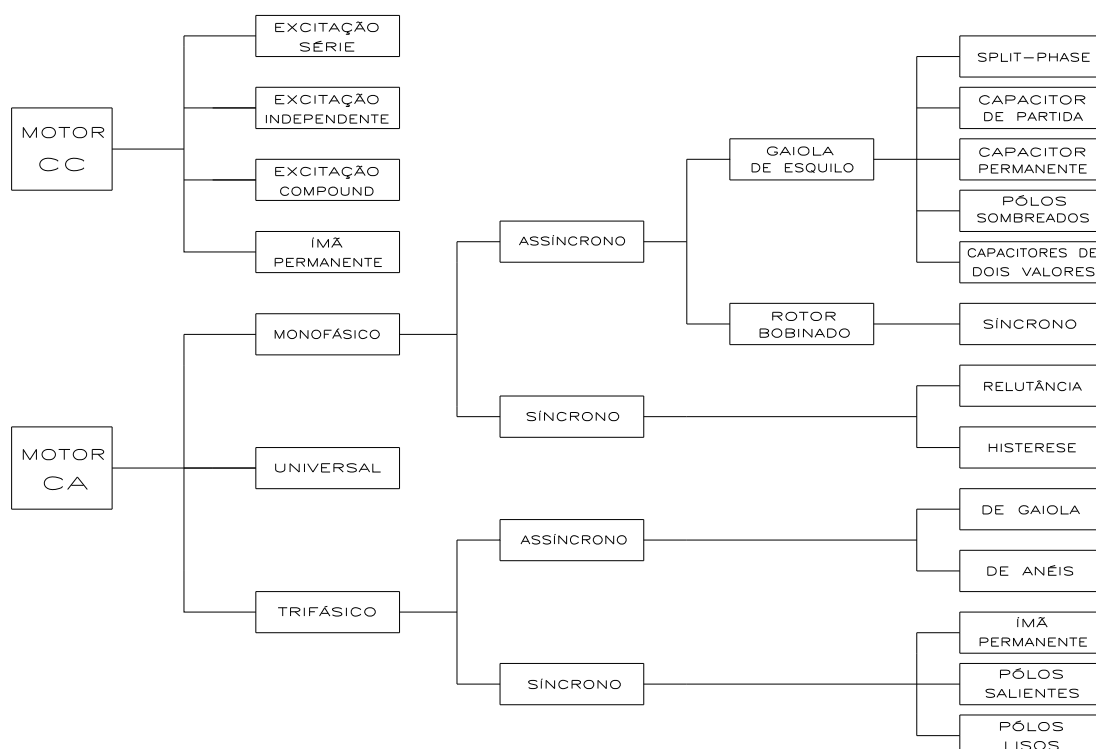 MOTOR
CC
EXCITAÇÃO
SÉRIE
EXCITAÇÃO
INDEPENDENTE
EXCITAÇÃO
COMPOUND
ÍMÃ
PERMANENTE
MOTOR
CA
MONOFÁSICO
UNIVERSAL
TRIFÁSICO
ASSÍNCRONO
SÍNCRONO
ASSÍNCRONO
SÍNCRONO
GAIOLA
DE ESQUILO
ROTOR
BOBINADO
SPLIT-PHASE
CAPACITOR
DE PARTIDA
CAPACITOR
PERMANENTE
PÓLOS
SOMBREADOS
CAPACITORES DE
DOIS VALORES
SÍNCRONO
RELUTÂNCIA
HISTERESE
DE GAIOLA
DE ANÉIS
ÍMÃ
PERMANENTE
PÓLOS
SALIENTES
PÓLOS
LISOS